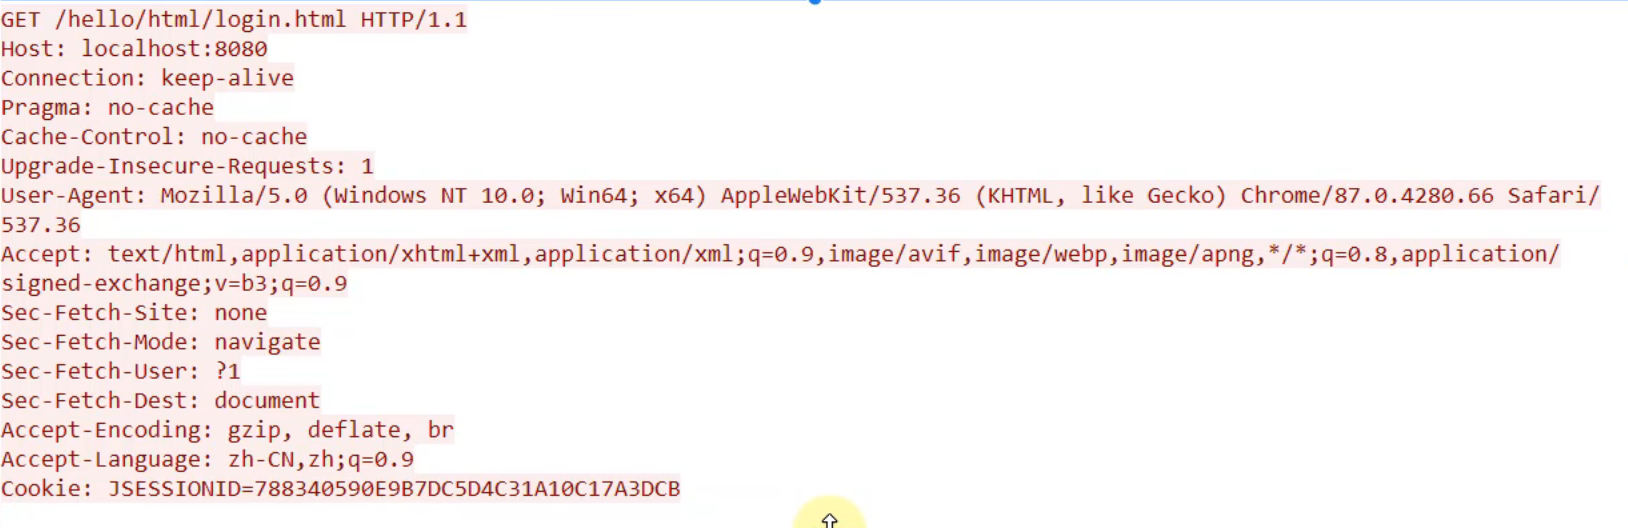 GET /hello/html/login.html HTTP/1.1
Host: localhost:8080
Connection: keep-alive
Pragma: no-cache
Cache-Control: no-cache
Upgrade-Insecure-Requests: 1
User-Agent: Mozilla/5.0 (Windows NT 10.0; Win64; x64) AppleWebKit/537.36 (KHTML, like Gecko) Chrome/87.0.4280.66 Safari/
537.36
Accept: text/html,application/xhtml+xml,application/xml;q=0.9,image/avif,image/webp,image/apng,*/*;q=0.8,application/
signed-exchange;v=b3;q=0.9
Sec-Fetch-Site: none
Sec-Fetch-Mode: navigate
Sec-Fetch-User: ?1
Sec-Fetch-Dest: document
Accept-Encoding: gzip, deflate, br
Accept-Language: zh-CN,zh;q=0.9
Cookie: JSESSIONID=788340590E9B7DC5D4C31A10C17A3DCB